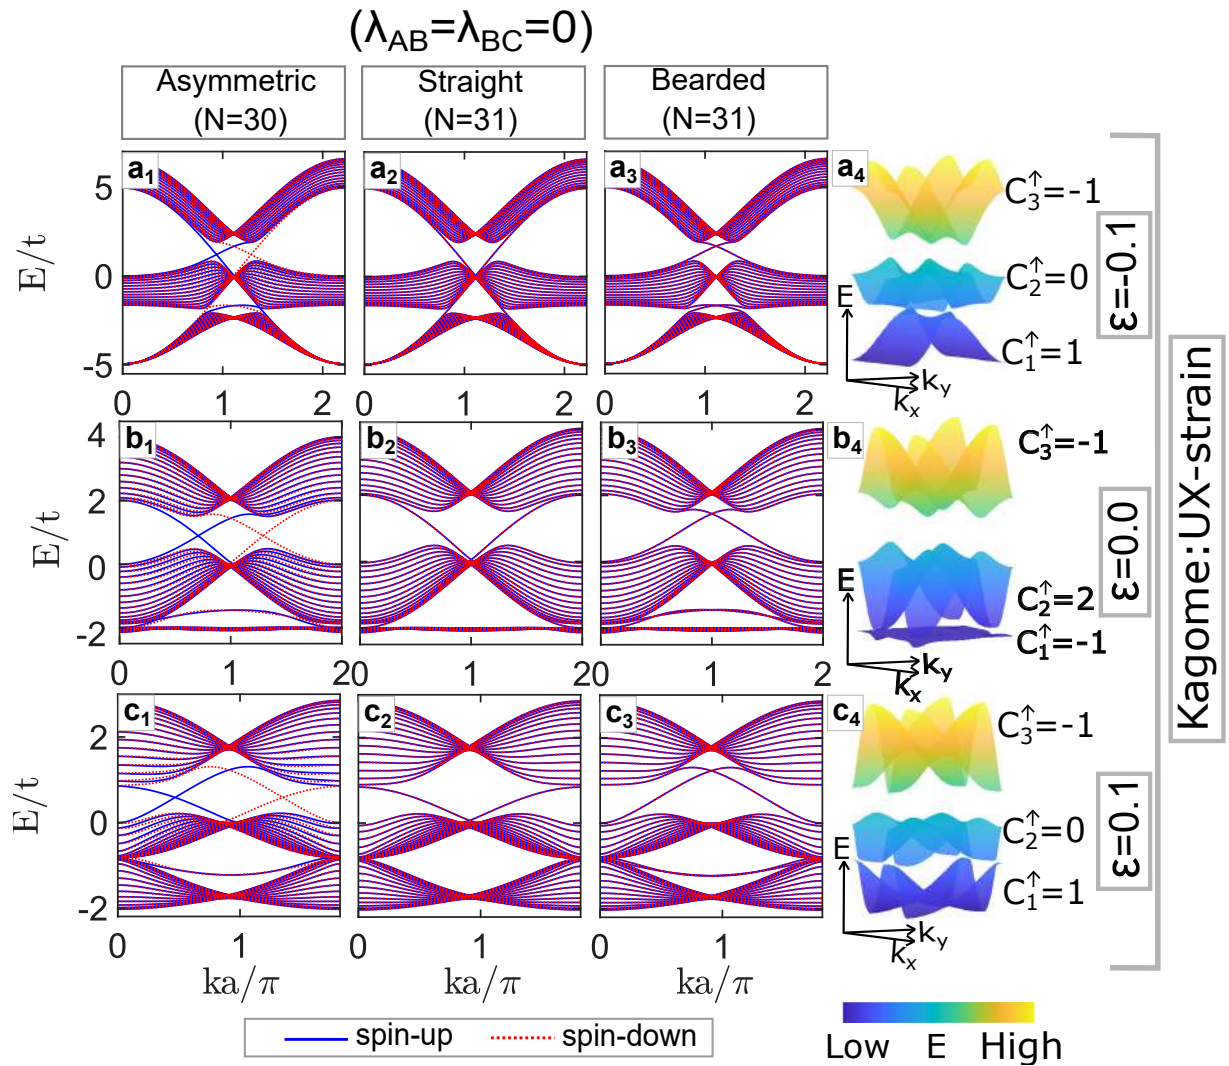 (λAB=λBC=0)
Asymmetric
(N=30)
Straight
(N=31)
Bearded
(N=31)
a1
a2
a3
a4
5
0
-5
E/t
0
1
2
0
1
2
0
1
2
C3↑=-1
C2↑=0
C1↑=1
E
ky
kx
ε=-0.1
b1
b2
b3
b4
4
2
0
-2
E/t
0
1
20
1
20
1
2
C3↑=-1
C2↑=2
C1↑=-1
E
ky
kx
ε=0.0
c1
c2
c3
c4
2
0
-2
E/t
0
1
0
1
0
1
ka/π
ka/π
ka/π
C3↑=-1
C2↑=0
C1↑=1
E
ky
kx
ε=0.1
Kagome:UX-strain
spin-up
spin-down
Low E High